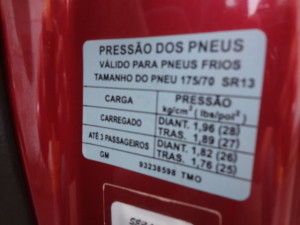 PRESSÃO DOS PNEUS
VÁLIDO PARA PNEUS FRIOS
TAMANHO DO PNEU 175/70 SR13
CARGA PRESSÃO
kg/cm² (lbs/pol²)
CARREGADO DIANT. 1,96 (28)
TRAS. 1,89 (27)
ATÉ 3 PASSAGEIROS DIANT. 1,82 (26)
TRAS. 1,76 (25)
GM 93238598 TMO